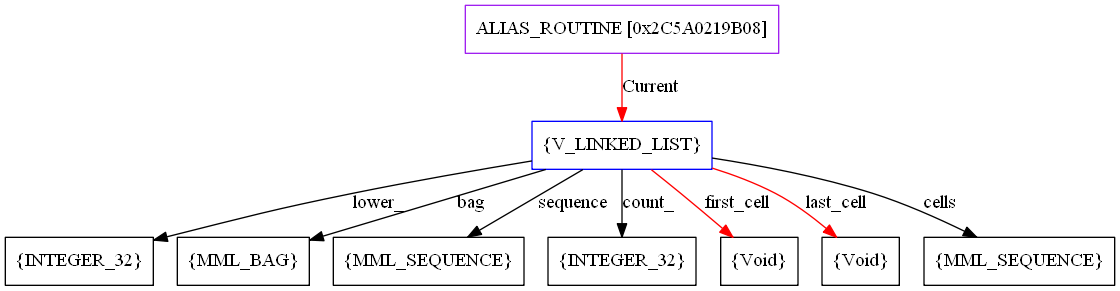 ALIAS_ROUTINE [0x2C5A0219B08]
Current
{V_LINKED_LIST}
lower_
bag
sequence
count_
first_cell
last_cell
cells
{INTEGER_32}
{MML_BAG}
{MML_SEQUENCE}
{INTEGER_32}
{Void}
{Void}
{MML_SEQUENCE}